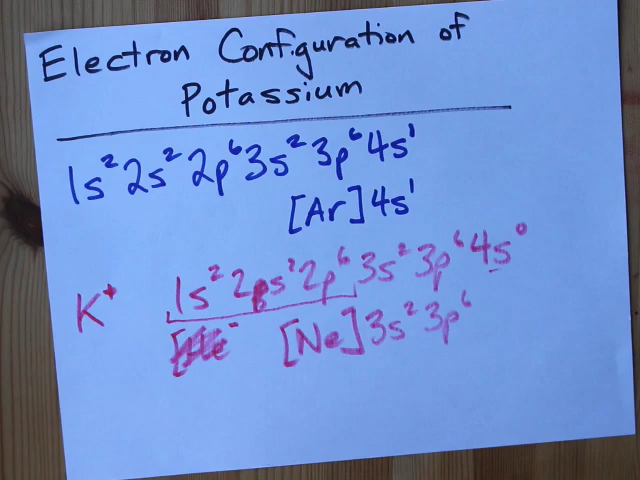 Electron Configuration of
Potassium
1s² 2s² 2p⁶ 3s² 3p⁶ 4s¹
[Ar] 4s¹
K⁺ 1s² 2s² 2p⁶ 3s² 3p⁶ 4s⁰
[Ne] 3s² 3p⁶